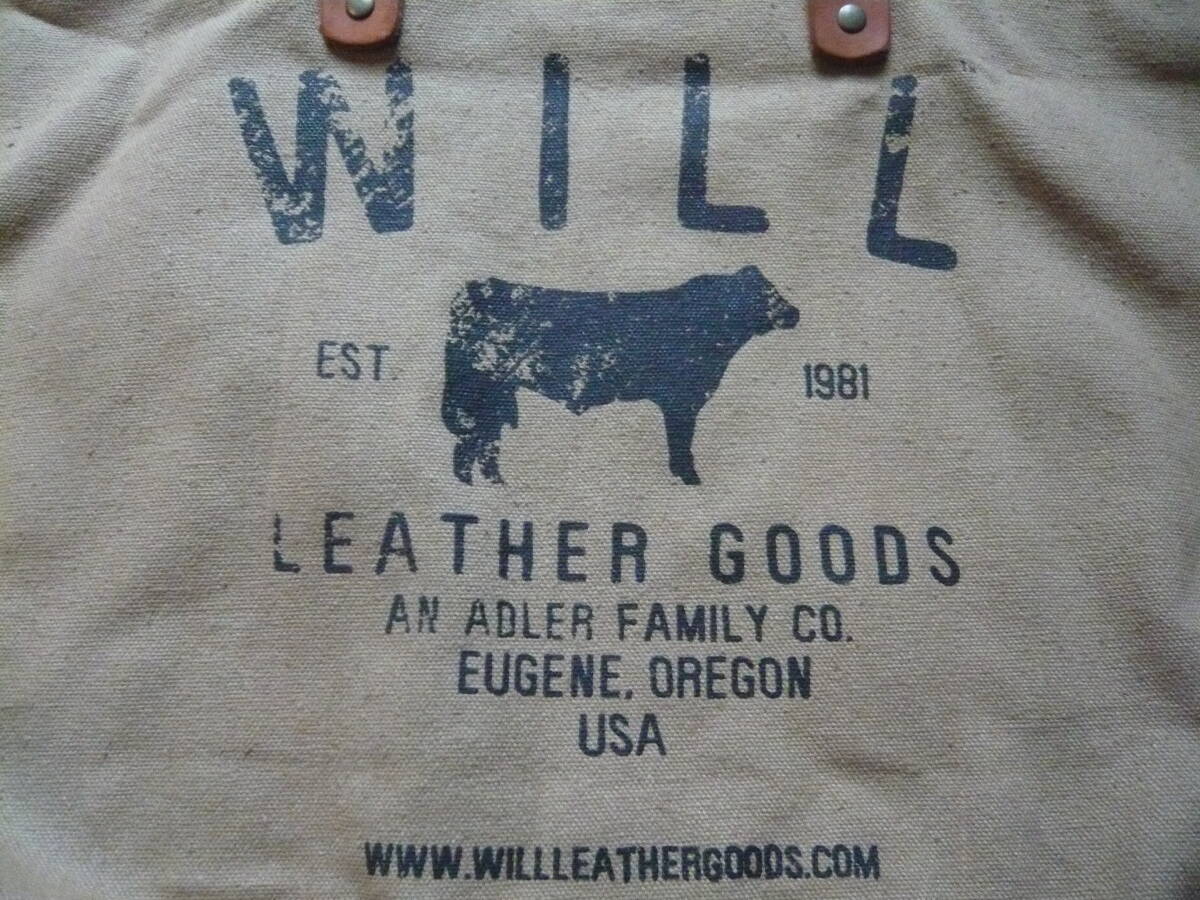 WILL
EST. 1981
LEATHER GOODS
AN ADLER FAMILY CO.
EUGENE, OREGON
USA
WWW.WILLLEATHERGOODS.COM